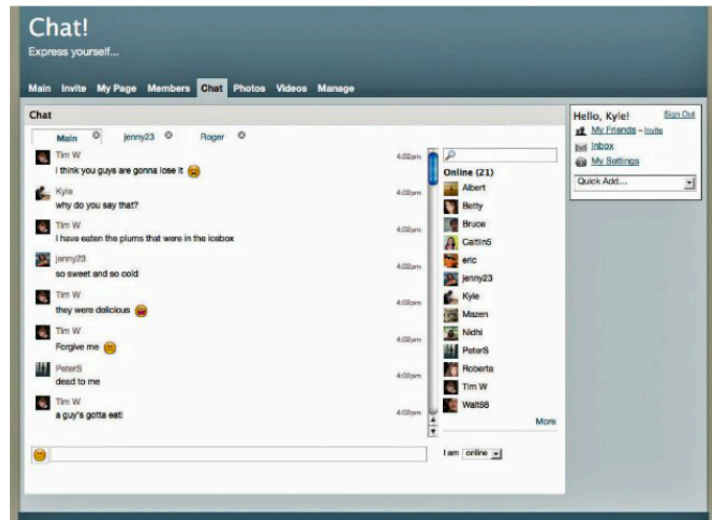 Chat!
Express yourself...
Main Invite My Page Members Chat Photos Videos Manage
Chat
Main jenny23 Roger
Tim W
I think you guys are gonna lose it
4:02pm
Kyle
why do you say that?
4:02pm
Tim W
I have eaten the plums that were in the icebox
4:02pm
jenny23
so sweet and so cold
4:02pm
Tim W
they were delicious
4:02pm
Tim W
Forgive me
4:02pm
PeterS
dead to me
4:02pm
Tim W
a guy's gotta eat!
4:02pm
Online (21)
Albert
Betty
Bruce
Caitlin5
eric
jenny23
Kyle
Mazen
Nidhi
PeterS
Roberta
Tim W
Walt88
More
I am online
Hello, Kyle! Sign Out
My Friends - Invite
Inbox
My Settings
Quick Add...